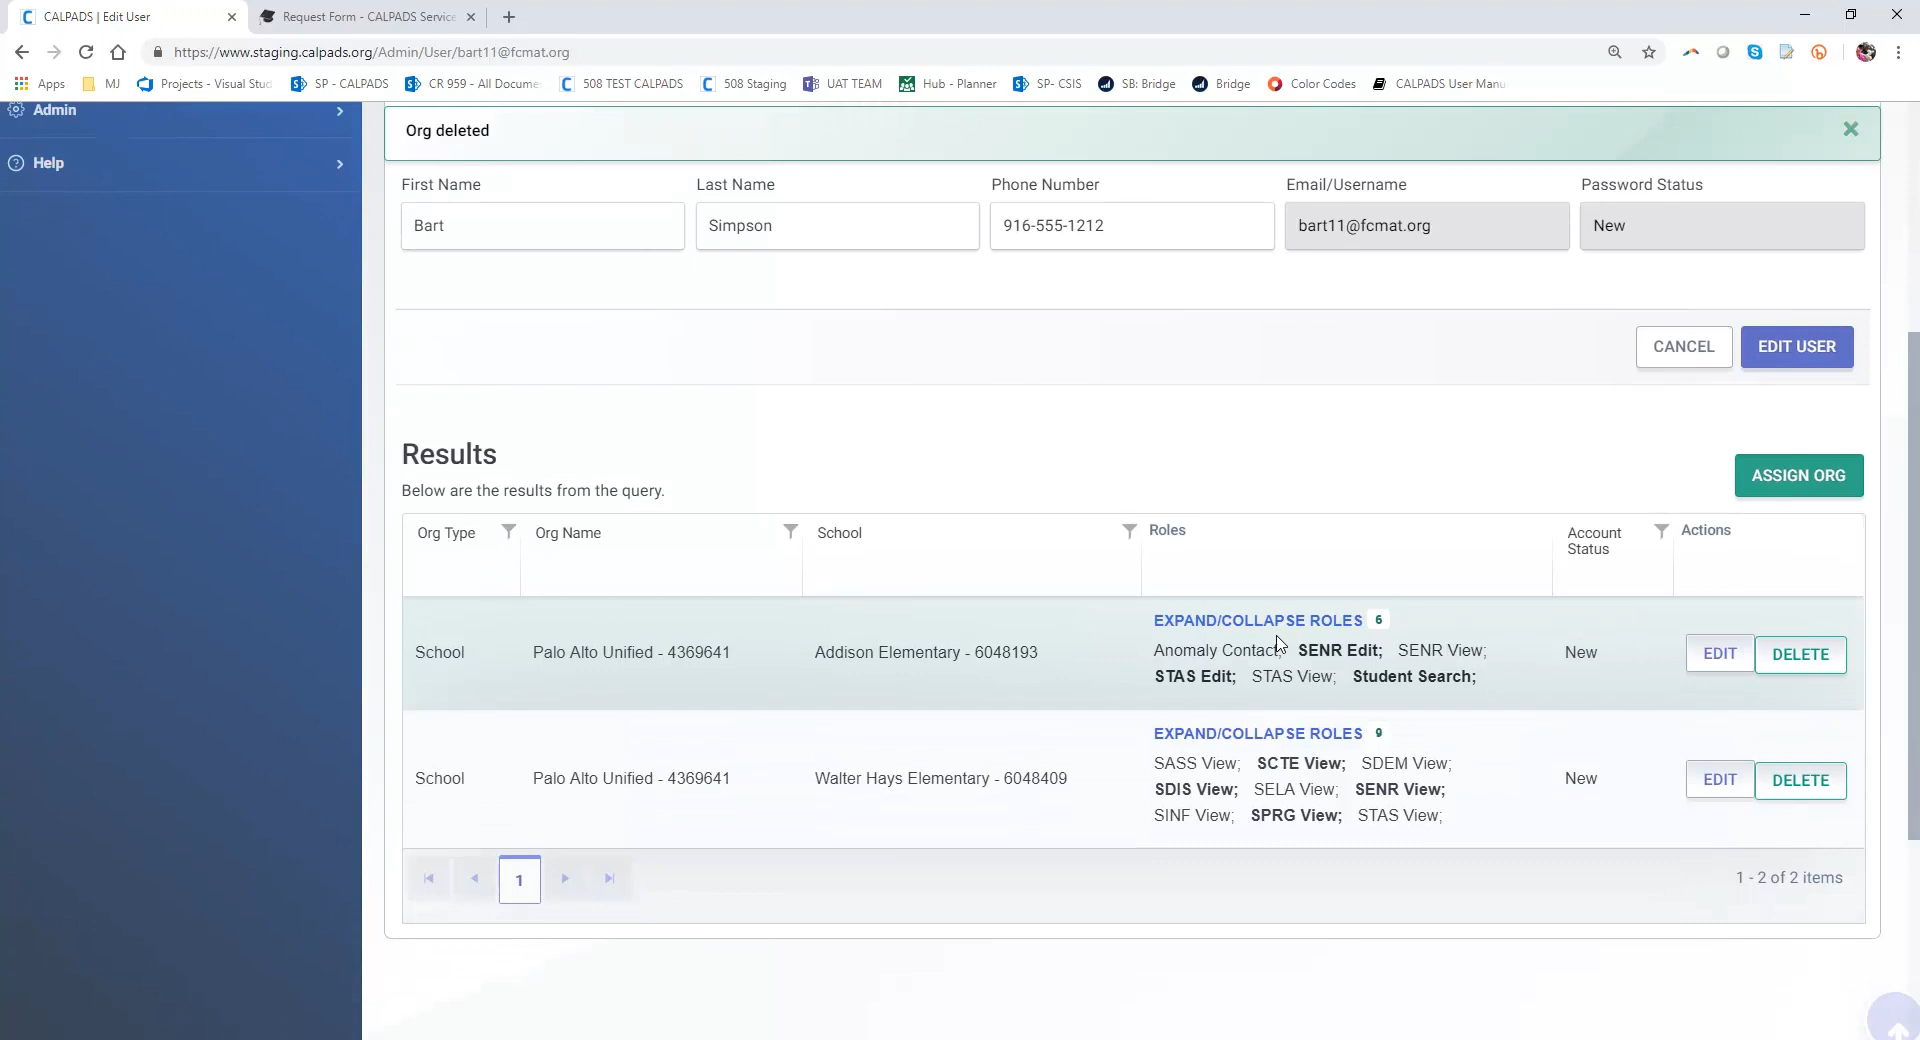 CALPADS | Edit User
Request Form - CALPADS Service
https://www.staging.calpads.org/Admin/User/bart11@fcmat.org
Apps MJ Projects - Visual Stud SP - CALPADS CR 959 - All Docume 508 TEST CALPADS 508 Staging UAT TEAM Hub - Planner SP- CSIS SB: Bridge Bridge Color Codes CALPADS User Manu
Admin
Help
Org deleted
First Name Last Name Phone Number Email/Username Password Status
Bart Simpson 916-555-1212 bart11@fcmat.org New
CANCEL EDIT USER
Results
Below are the results from the query.
ASSIGN ORG
Org Type Org Name School Roles Account Status Actions
EXPAND/COLLAPSE ROLES 6
School Palo Alto Unified - 4369641 Addison Elementary - 6048193 Anomaly Contact; SENR Edit; SENR View; New EDIT DELETE
STAS Edit; STAS View; Student Search;
EXPAND/COLLAPSE ROLES 9
SASS View; SCTE View; SDEM View;
School Palo Alto Unified - 4369641 Walter Hays Elementary - 6048409 SDIS View; SELA View; SENR View; New EDIT DELETE
SINF View; SPRG View; STAS View;
1 1 - 2 of 2 items